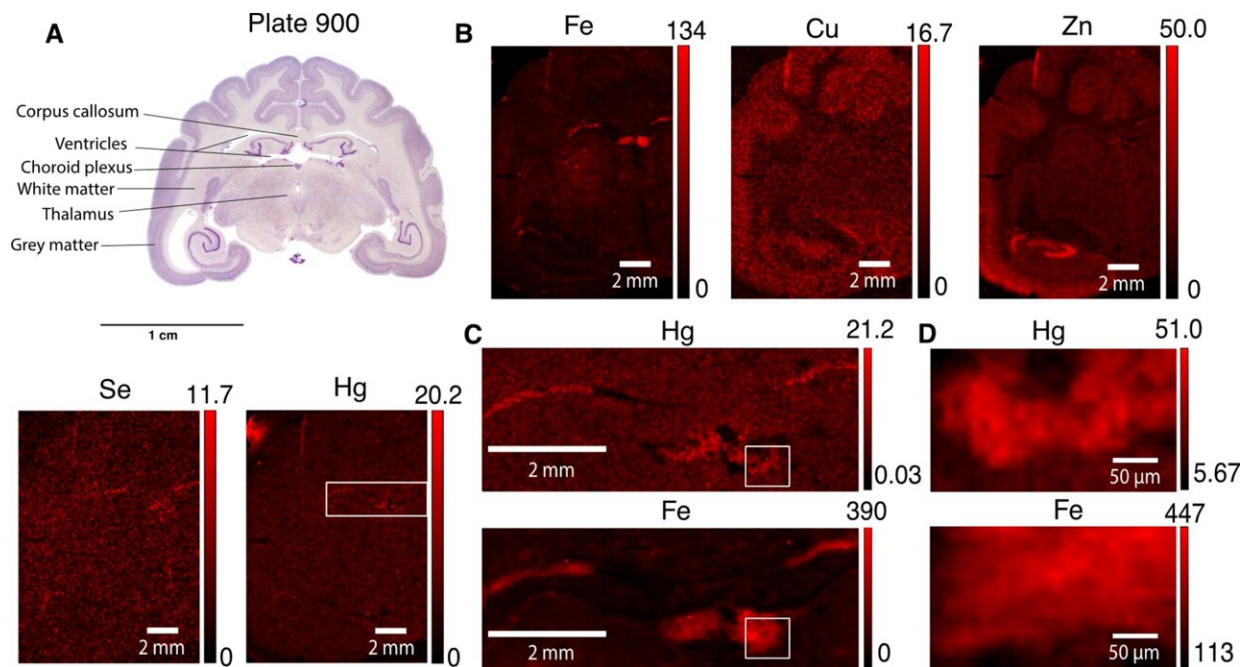 A
Plate 900
Corpus callosum
Ventricles
Choroid plexus
White matter
Thalamus
Grey matter
1 cm
B
Fe
134
0
2 mm
Cu
16.7
0
2 mm
Zn
50.0
0
2 mm
Se
11.7
0
2 mm
Hg
20.2
0
2 mm
C
Hg
21.2
0.03
2 mm
Fe
390
0
2 mm
D
Hg
51.0
5.67
50 µm
Fe
447
113
50 µm